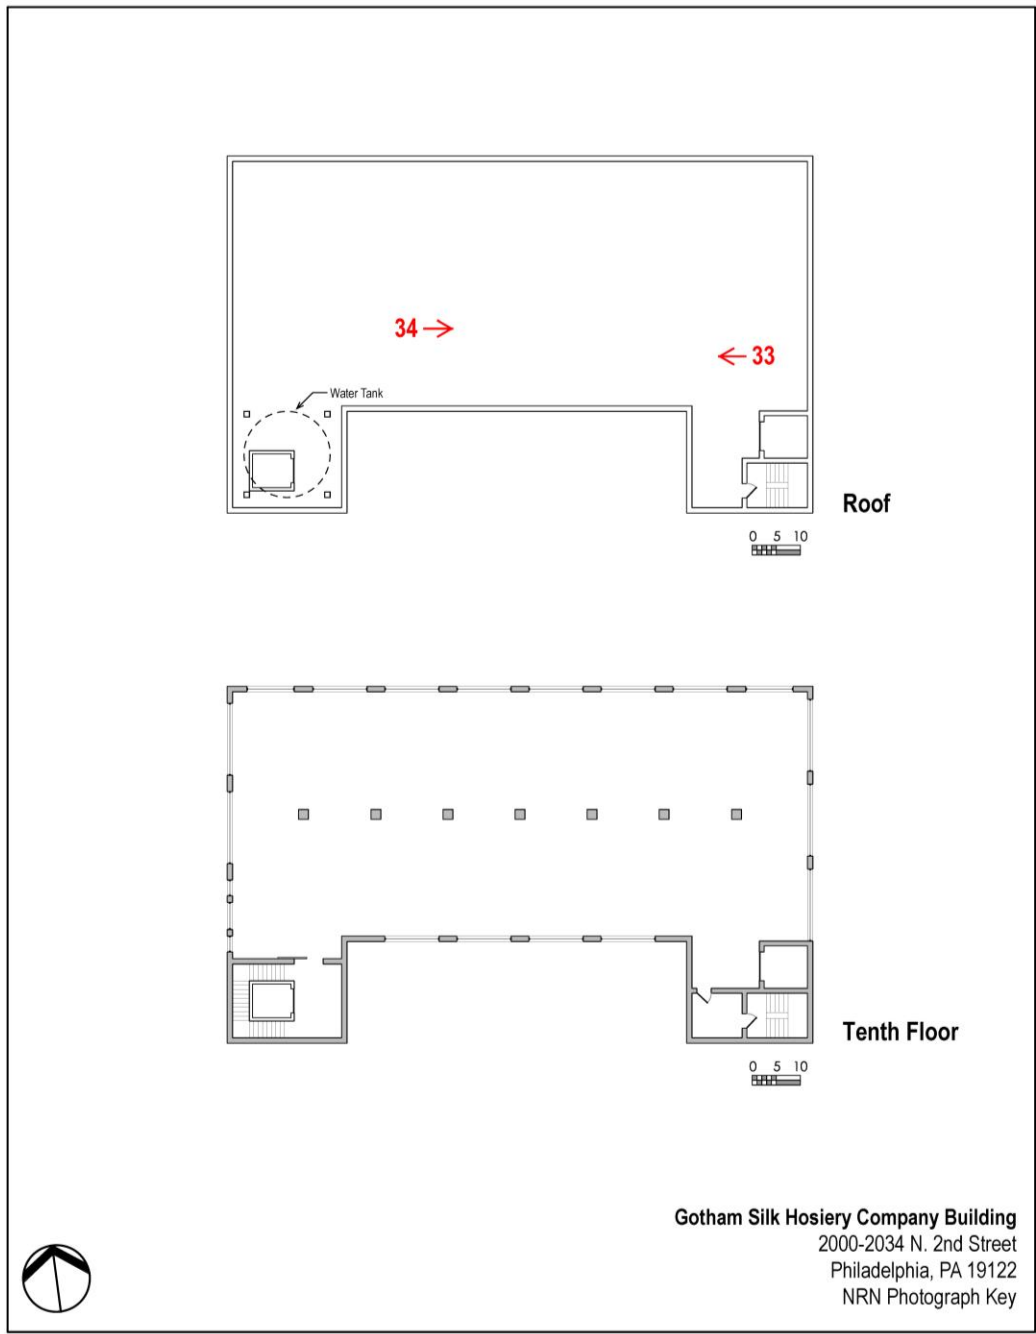 34
33
Water Tank
Roof
0 5 10
Tenth Floor
0 5 10
Gotham Silk Hosiery Company Building
2000-2034 N. 2nd Street
Philadelphia, PA 19122
NRN Photograph Key